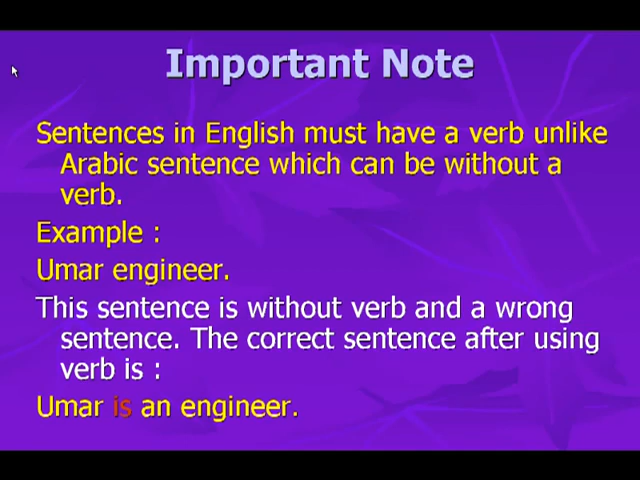 Important Note
Sentences in English must have a verb unlike
Arabic sentence which can be without a
verb.
Example :
Umar engineer.
This sentence is without verb and a wrong
sentence. The correct sentence after using
verb is :
Umar is an engineer.